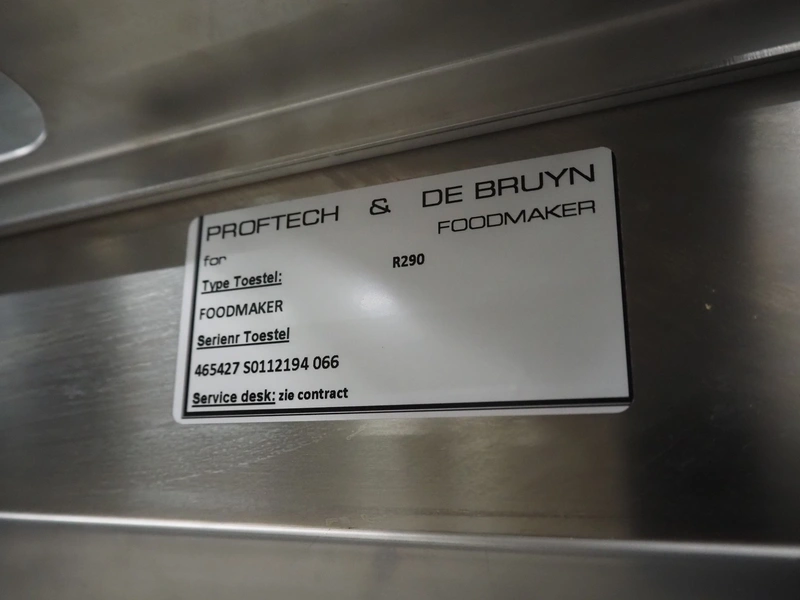 PROFTECH & DE BRUYN
for FOODMAKER
R290
Type Toestel:
FOODMAKER
Serienr Toestel
465427 S0112194 066
Service desk: zie contract